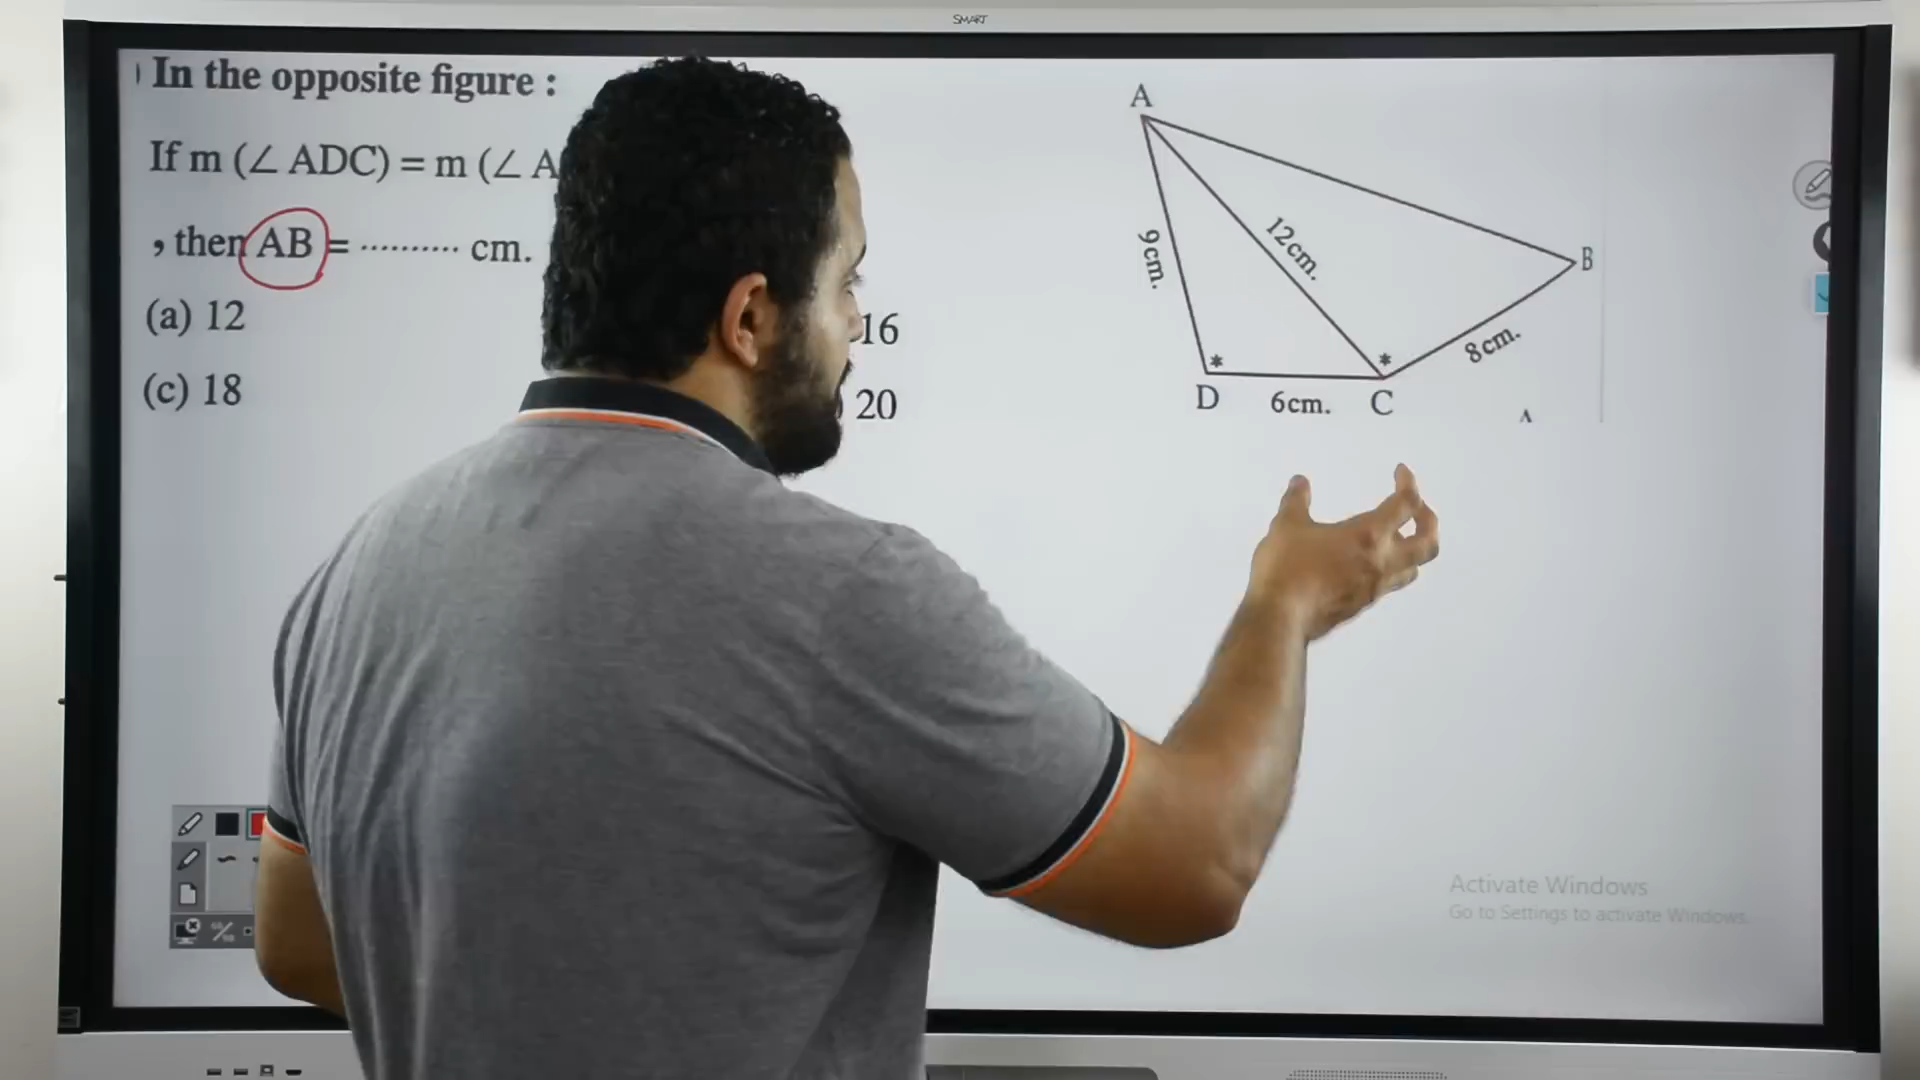 SMART
) In the opposite figure :
If m (∠ ADC) = m (∠ A
, then AB = .......... cm.
(a) 12
16
(c) 18
) 20
A
9cm.
12cm.
B
8cm.
D
6cm.
C
A
Activate Windows
Go to Settings to activate Windows.